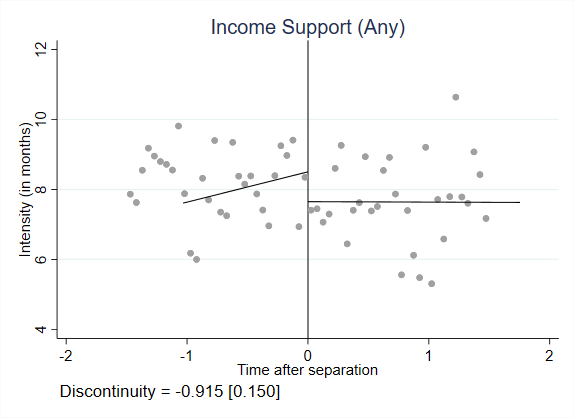 Income Support (Any)
12
10
8
6
4
Intensity (in months)
-2
-1
0
1
2
Time after separation
Discontinuity = -0.915 [0.150]